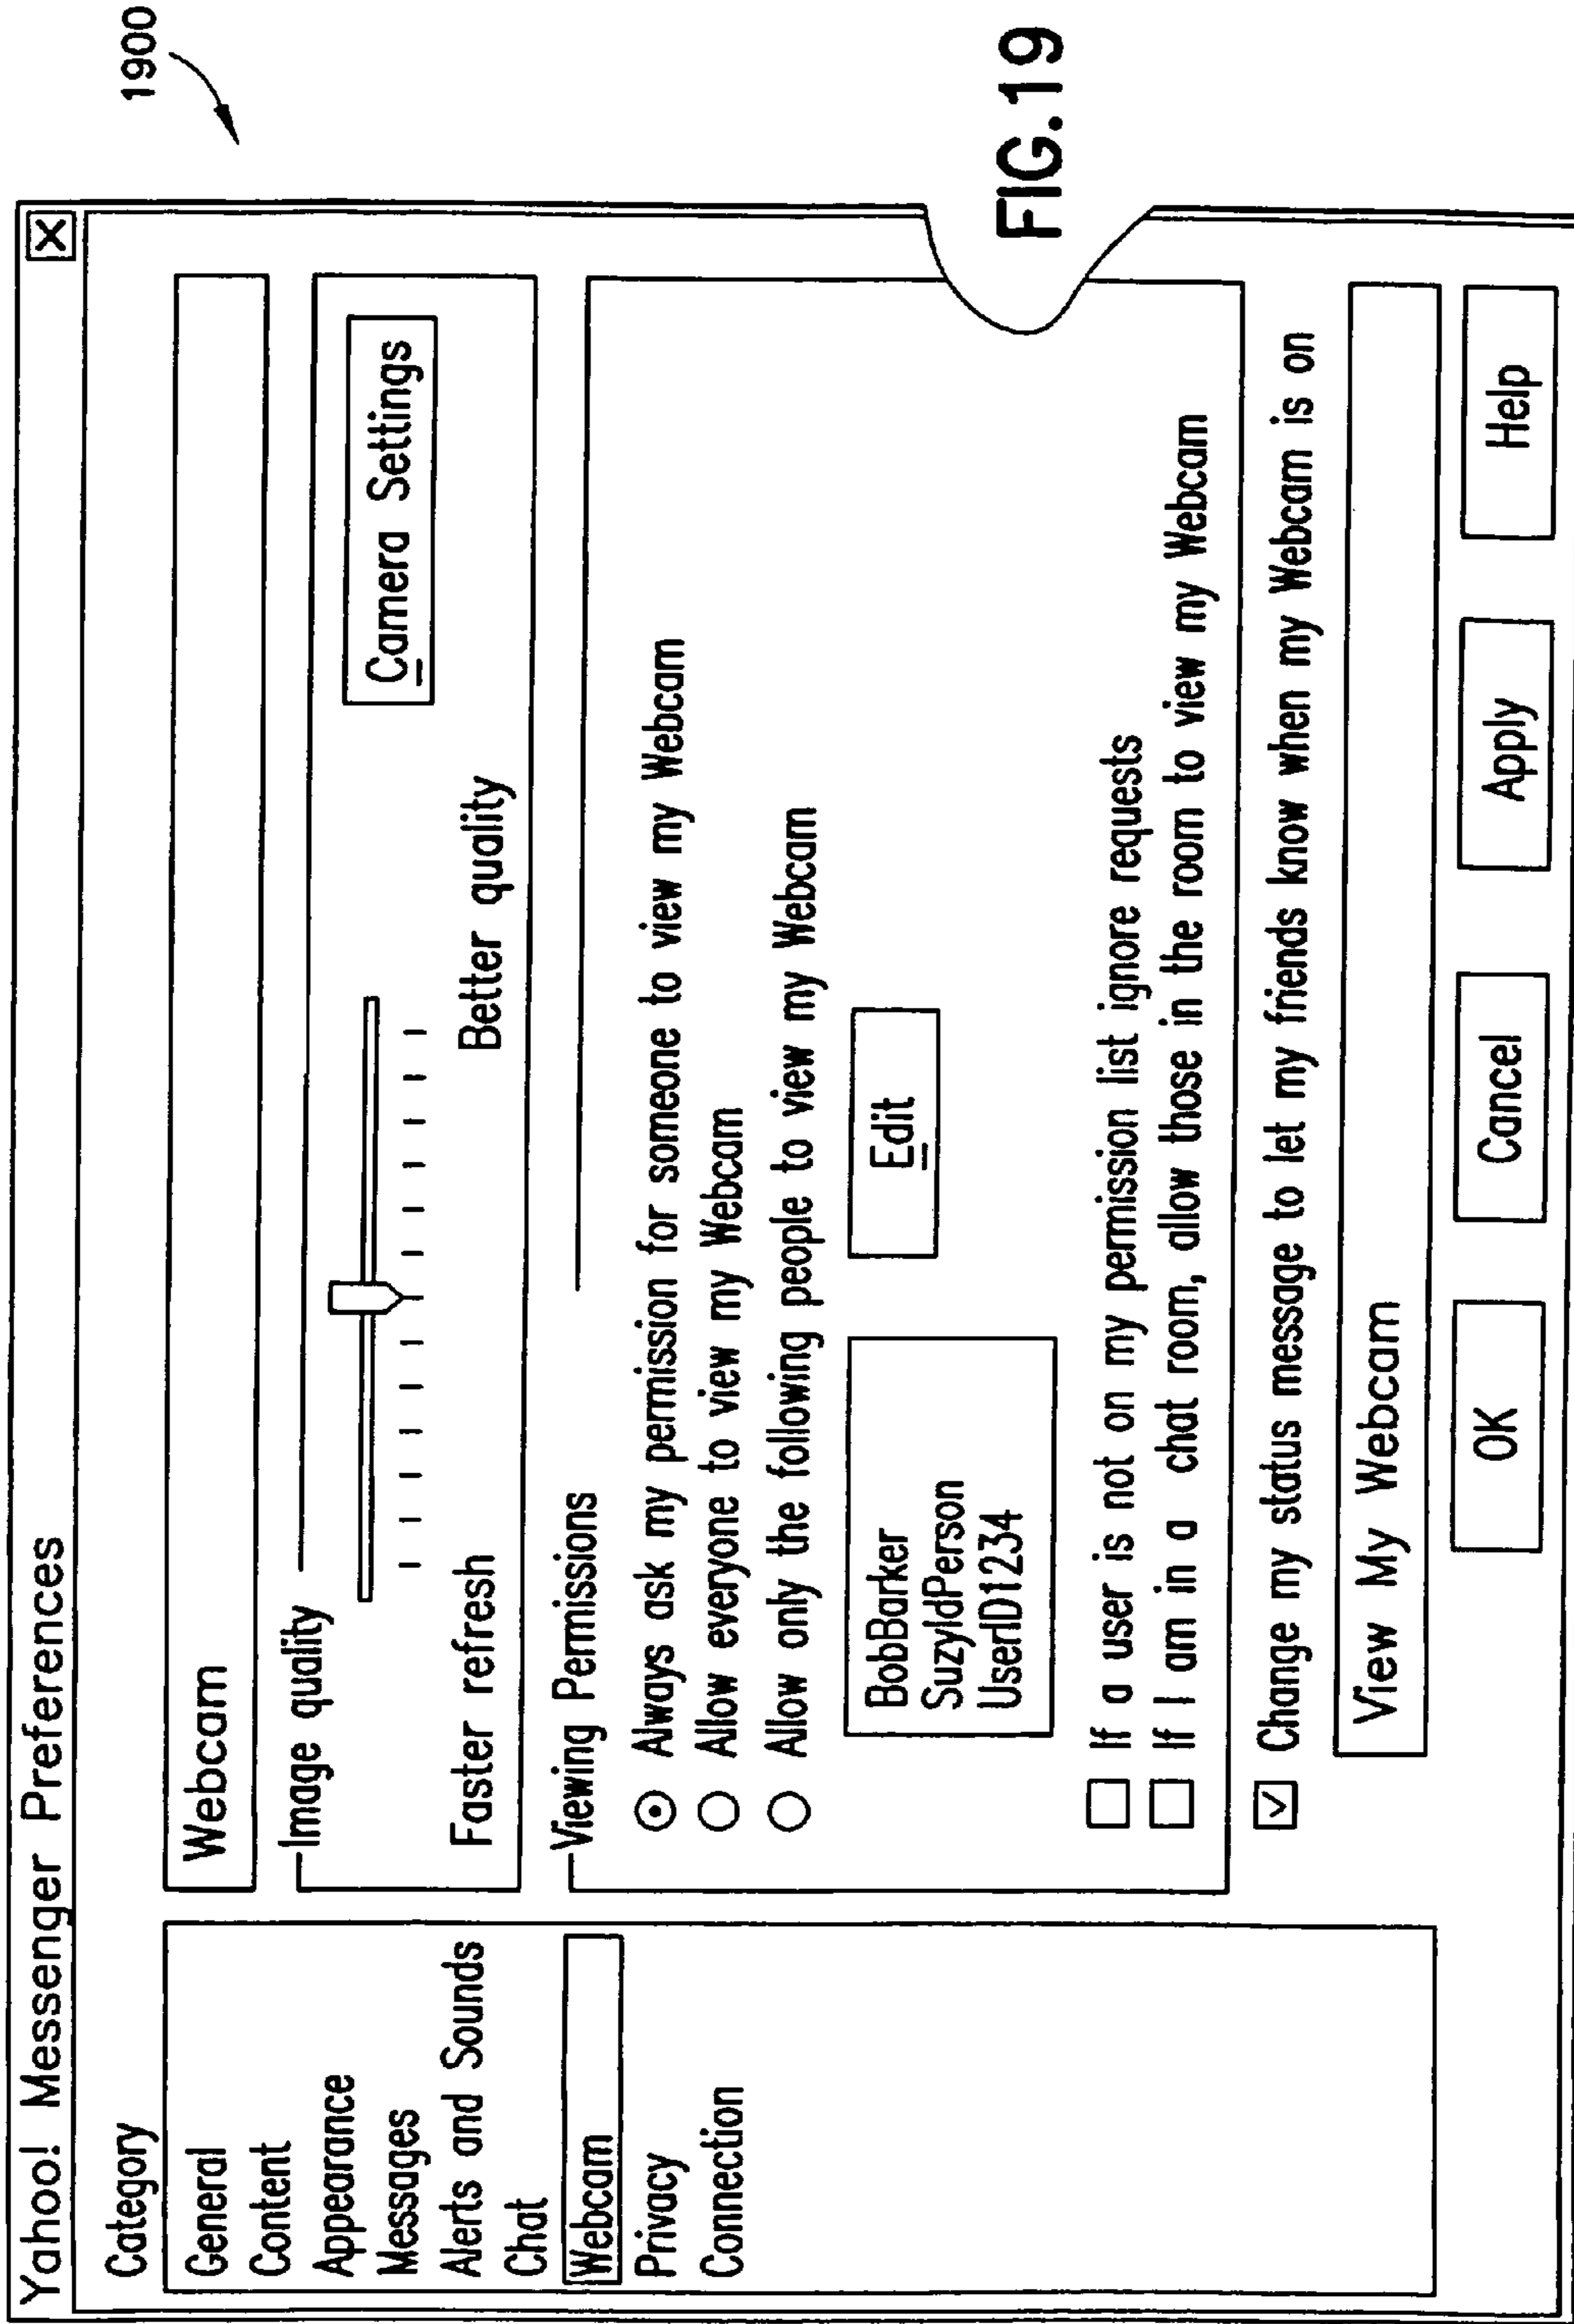 1900
Yahoo! Messenger Preferences
X
Category
General
Content
Appearance
Messages
Alerts and Sounds
Chat
Webcam
Privacy
Connection
Webcam
Image quality
Camera Settings
Faster refresh Better quality
Viewing Permissions
Always ask my permission for someone to view my Webcam
Allow everyone to view my Webcam
Allow only the following people to view my Webcam
BobBarker
SuzyIdPerson
UserID1234
Edit
If a user is not on my permission list ignore requests
If I am in a chat room, allow those in the room to view my Webcam
Change my status message to let my friends know when my Webcam is on
View My Webcam
OK Cancel Apply Help
FIG.19